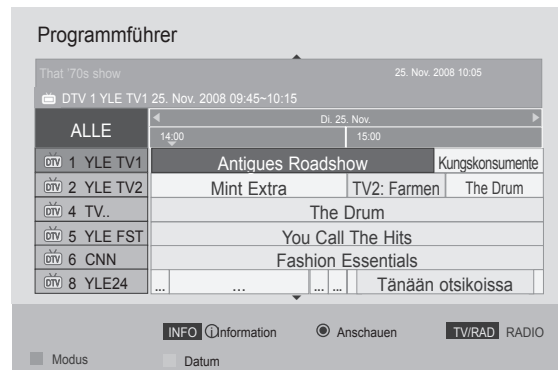 Programmführer
That '70s show 25. Nov. 2008 10:05
DTV 1 YLE TV1 25. Nov. 2008 09:45~10:15
ALLE
Di. 25. Nov.
14:00 15:00
DTV 1 YLE TV1 Antiques Roadshow Kungskonsumente
DTV 2 YLE TV2 Mint Extra TV2: Farmen The Drum
DTV 4 TV.. The Drum
DTV 5 YLE FST You Call The Hits
DTV 6 CNN Fashion Essentials
DTV 8 YLE24 ... ... ... ... Tänään otsikoissa
INFO ⓘnformation Anschauen TV/RAD RADIO
Modus Datum